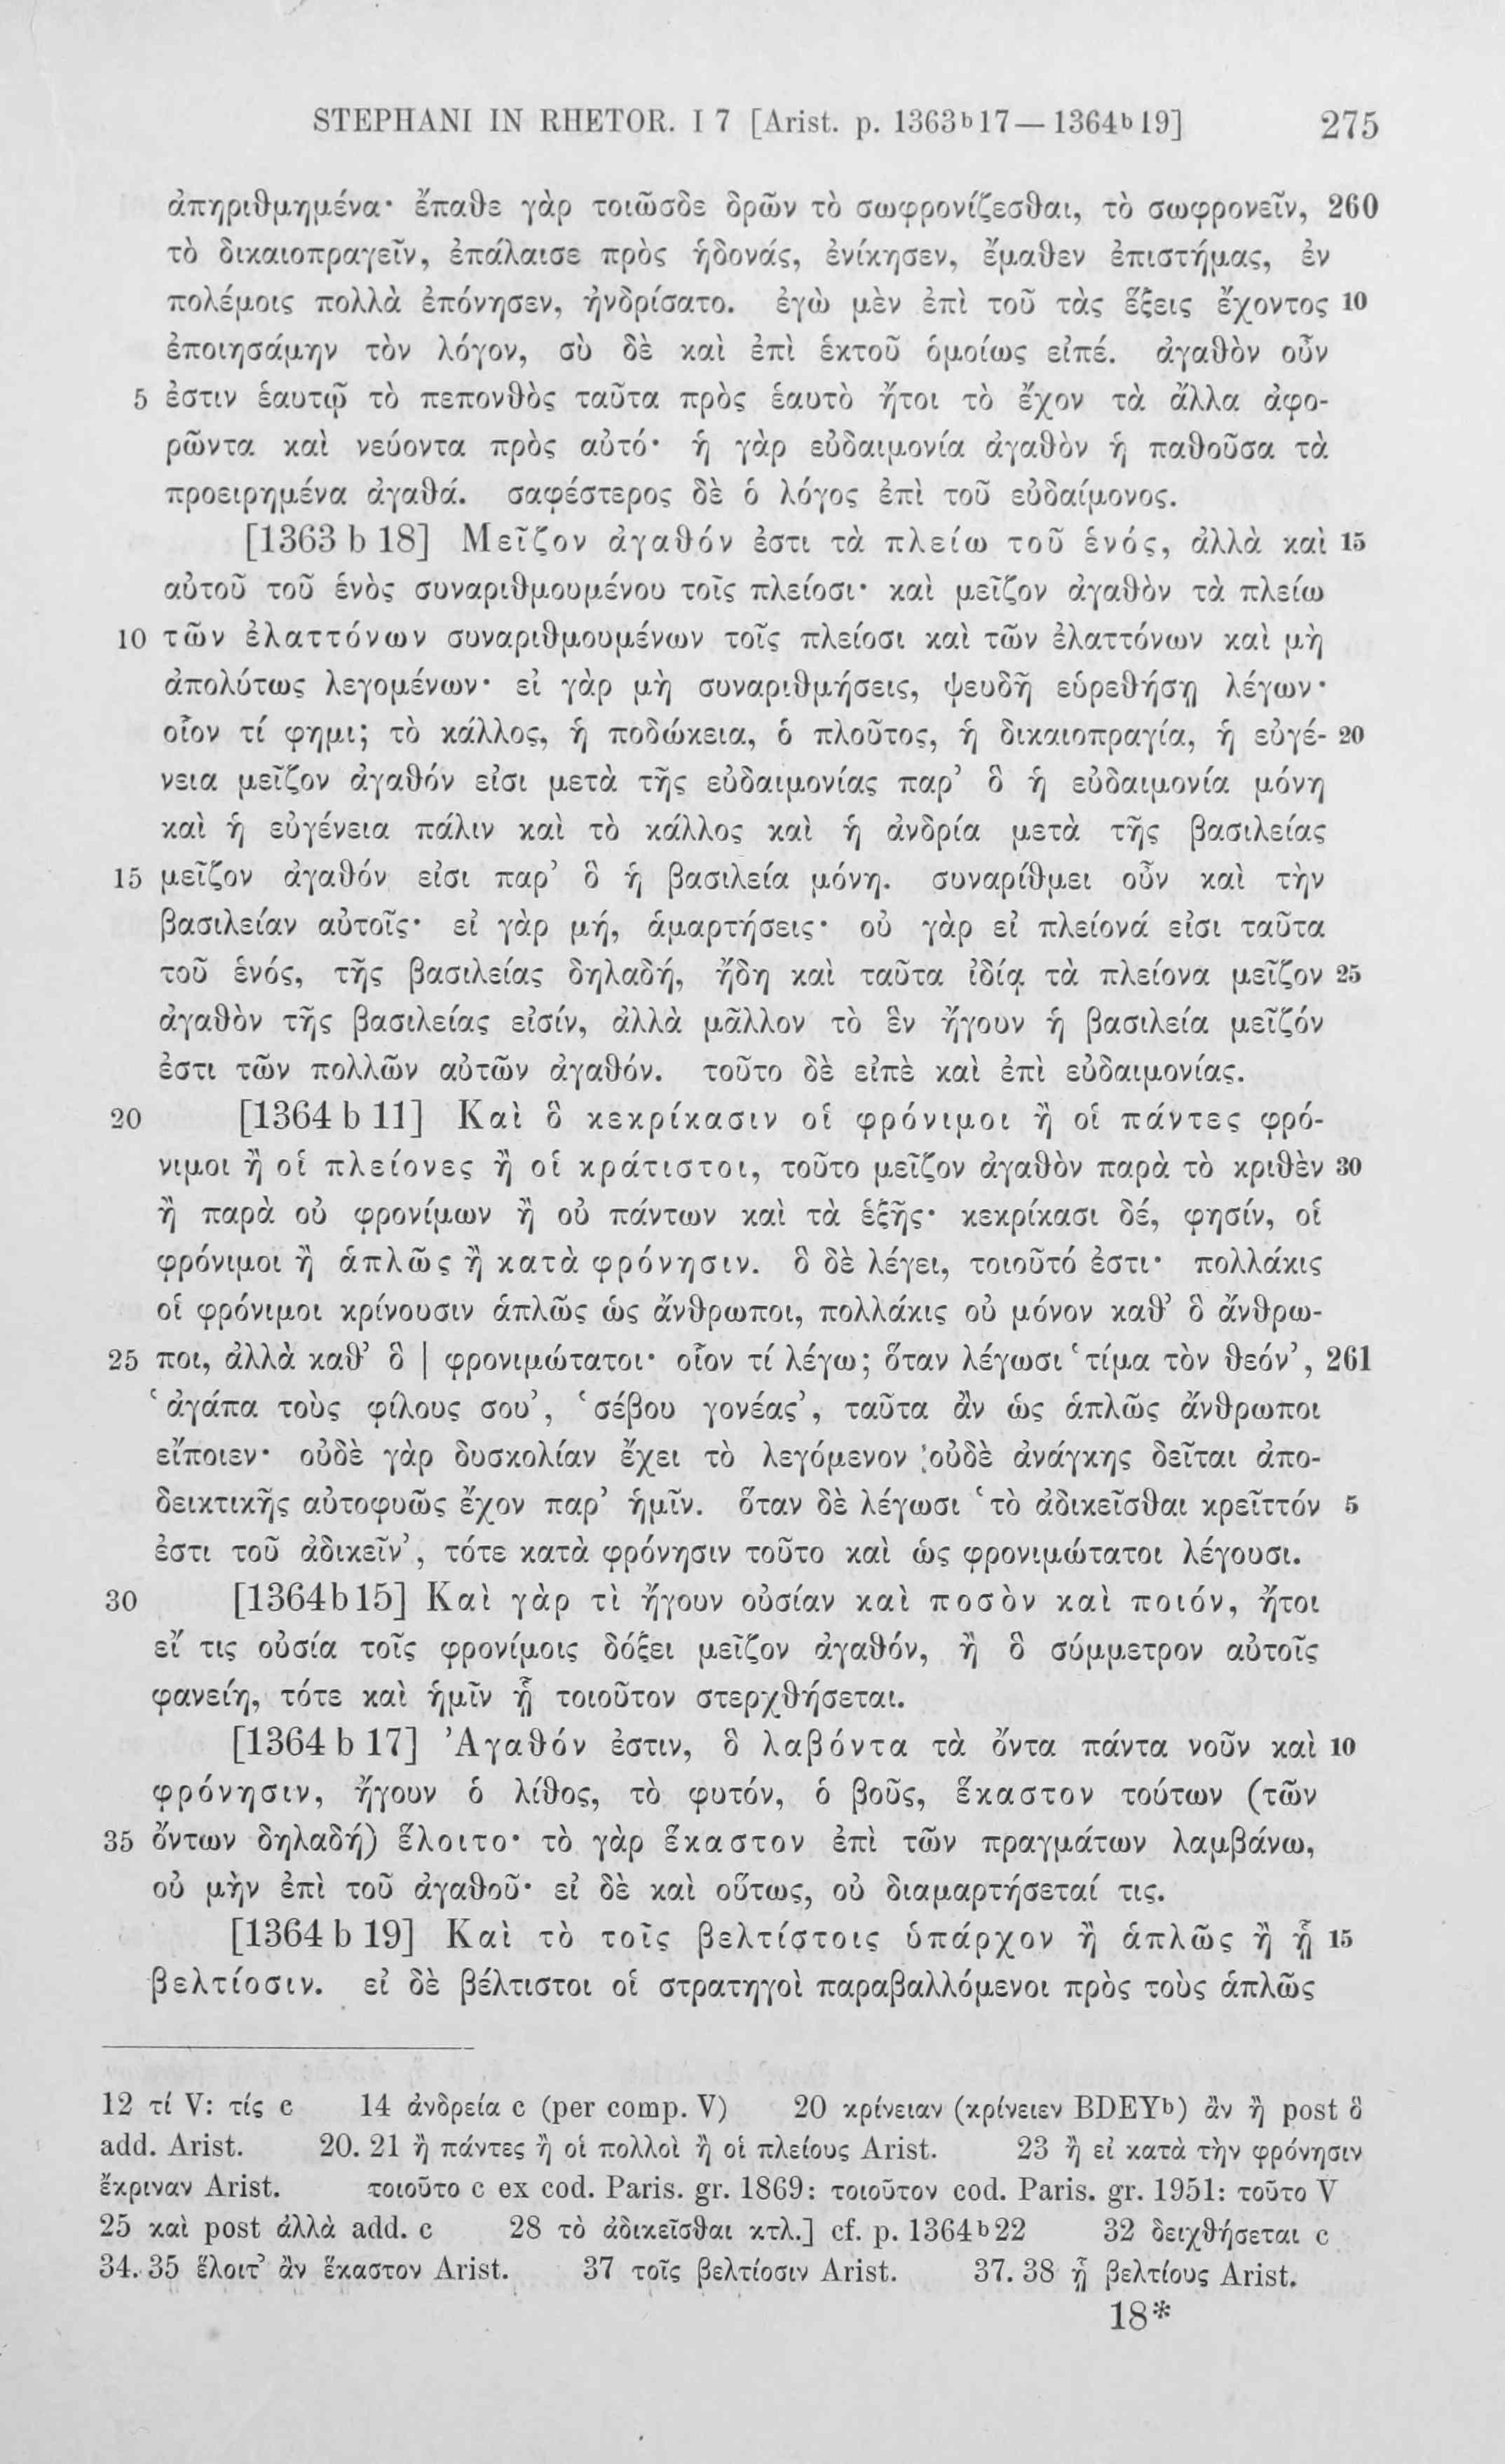 STEPHANI IN RHETOR. I 7 [Arist. p. 1363ᵇ17—1364ᵇ19] 275
ἀπηριθμημένα· ἔπαθε γὰρ τοιῶσδε δρῶν τὸ σωφρονίζεσθαι, τὸ σωφρονεῖν, 260
τὸ δικαιοπραγεῖν, ἐπάλαισε πρὸς ἡδονάς, ἐνίκησεν, ἔμαθεν ἐπιστήμας, ἐν
πολέμοις πολλὰ ἐπόνησεν, ἠνδρίσατο. ἐγὼ μὲν ἐπὶ τοῦ τὰς ἕξεις ἔχοντος 10
ἐποιησάμην τὸν λόγον, σὺ δὲ καὶ ἐπὶ ἑκτοῦ ὁμοίως εἰπέ. ἀγαθὸν οὖν
5 ἐστιν ἑαυτῷ τὸ πεπονθὸς ταῦτα πρὸς ἑαυτὸ ἤτοι τὸ ἔχον τὰ ἄλλα ἀφο-
ρῶντα καὶ νεύοντα πρὸς αὐτό· ἡ γὰρ εὐδαιμονία ἀγαθὸν ἡ παθοῦσα τὰ
προειρημένα ἀγαθά. σαφέστερος δὲ ὁ λόγος ἐπὶ τοῦ εὐδαίμονος.
[1363 b 18] Μεῖζον ἀγαθόν ἐστι τὰ πλείω τοῦ ἑνός, ἀλλὰ καὶ 15
αὐτοῦ τοῦ ἑνὸς συναριθμουμένου τοῖς πλείοσι· καὶ μεῖζον ἀγαθὸν τὰ πλείω
10 τῶν ἐλαττόνων συναριθμουμένων τοῖς πλείοσι καὶ τῶν ἐλαττόνων καὶ μὴ
ἀπολύτως λεγομένων· εἰ γὰρ μὴ συναριθμήσεις, ψευδῆ εὑρεθήσῃ λέγων·
οἷον τί φημι; τὸ κάλλος, ἡ ποδώκεια, ὁ πλοῦτος, ἡ δικαιοπραγία, ἡ εὐγέ- 20
νεια μεῖζον ἀγαθόν εἰσι μετὰ τῆς εὐδαιμονίας παρ’ ὃ ἡ εὐδαιμονία μόνη
καὶ ἡ εὐγένεια πάλιν καὶ τὸ κάλλος καὶ ἡ ἀνδρία μετὰ τῆς βασιλείας
15 μεῖζον ἀγαθόν εἰσι παρ’ ὃ ἡ βασιλεία μόνη. συναρίθμει οὖν καὶ τὴν
βασιλείαν αὐτοῖς· εἰ γὰρ μή, ἁμαρτήσεις· οὐ γὰρ εἰ πλείονά εἰσι ταῦτα
τοῦ ἑνός, τῆς βασιλείας δηλαδή, ἤδη καὶ ταῦτα ἰδίᾳ τὰ πλείονα μεῖζον 25
ἀγαθὸν τῆς βασιλείας εἰσίν, ἀλλὰ μᾶλλον τὸ ἓν ἤγουν ἡ βασιλεία μεῖζόν
ἐστι τῶν πολλῶν αὐτῶν ἀγαθόν. τοῦτο δὲ εἰπὲ καὶ ἐπὶ εὐδαιμονίας.
20 [1364 b 11] Καὶ ὃ κεκρίκασιν οἱ φρόνιμοι ἢ οἱ πάντες φρό-
νιμοι ἢ οἱ πλείονες ἢ οἱ κράτιστοι, τοῦτο μεῖζον ἀγαθὸν παρὰ τὸ κριθὲν 30
ἢ παρὰ οὐ φρονίμων ἢ οὐ πάντων καὶ τὰ ἑξῆς· κεκρίκασι δέ, φησίν, οἱ
φρόνιμοι ἢ ἁπλῶς ἢ κατὰ φρόνησιν. ὃ δὲ λέγει, τοιοῦτό ἐστι· πολλάκις
οἱ φρόνιμοι κρίνουσιν ἁπλῶς ὡς ἄνθρωποι, πολλάκις οὐ μόνον καθ’ ὃ ἄνθρω-
25 ποι, ἀλλὰ καθ’ ὃ | φρονιμώτατοι· οἷον τί λέγω; ὅταν λέγωσι ‘τίμα τὸν θεόν’, 261
‘ἀγάπα τοὺς φίλους σου’, ‘σέβου γονέας’, ταῦτα ἂν ὡς ἁπλῶς ἄνθρωποι
εἴποιεν· οὐδὲ γὰρ δυσκολίαν ἔχει τὸ λεγόμενον οὐδὲ ἀνάγκης δεῖται ἀπο-
δεικτικῆς αὐτοφυῶς ἔχον παρ’ ἡμῖν. ὅταν δὲ λέγωσι ‘τὸ ἀδικεῖσθαι κρεῖττόν 5
ἐστι τοῦ ἀδικεῖν’, τότε κατὰ φρόνησιν τοῦτο καὶ ὡς φρονιμώτατοι λέγουσι.
30 [1364b15] Καὶ γὰρ τὶ ἤγουν οὐσίαν καὶ ποσὸν καὶ ποιόν, ἤτοι
εἴ τις οὐσία τοῖς φρονίμοις δόξει μεῖζον ἀγαθόν, ἢ ὃ σύμμετρον αὐτοῖς
φανείη, τότε καὶ ἡμῖν ᾗ τοιοῦτον στερχθήσεται.
[1364 b 17] Ἀγαθόν ἐστιν, ὃ λαβόντα τὰ ὄντα πάντα νοῦν καὶ 10
φρόνησιν, ἤγουν ὁ λίθος, τὸ φυτόν, ὁ βοῦς, ἕκαστον τούτων (τῶν
35 ὄντων δηλαδή) ἕλοιτο· τὸ γὰρ ἕκαστον ἐπὶ τῶν πραγμάτων λαμβάνω,
οὐ μὴν ἐπὶ τοῦ ἀγαθοῦ· εἰ δὲ καὶ οὕτως, οὐ διαμαρτήσεταί τις.
[1364 b 19] Καὶ τὸ τοῖς βελτίστοις ὑπάρχον ἢ ἁπλῶς ἢ ᾗ 15
βελτίοσιν. εἰ δὲ βέλτιστοι οἱ στρατηγοὶ παραβαλλόμενοι πρὸς τοὺς ἁπλῶς
12 τί V: τίς c 14 ἀνδρεία c (per comp. V) 20 κρίνειαν (κρίνειεν BDEYᵇ) ἂν ἢ post ὃ
add. Arist. 20. 21 ἢ πάντες ἢ οἱ πολλοὶ ἢ οἱ πλείους Arist. 23 ἢ εἰ κατὰ τὴν φρόνησιν
ἔκριναν Arist. τοιοῦτο c ex cod. Paris. gr. 1869: τοιοῦτον cod. Paris. gr. 1951: τοῦτο V
25 καὶ post ἀλλὰ add. c 28 τὸ ἀδικεῖσθαι κτλ.] cf. p. 1364ᵇ22 32 δειχθήσεται c
34. 35 ἕλοιτ’ ἂν ἕκαστον Arist. 37 τοῖς βελτίοσιν Arist. 37. 38 ᾗ βελτίους Arist.
18*